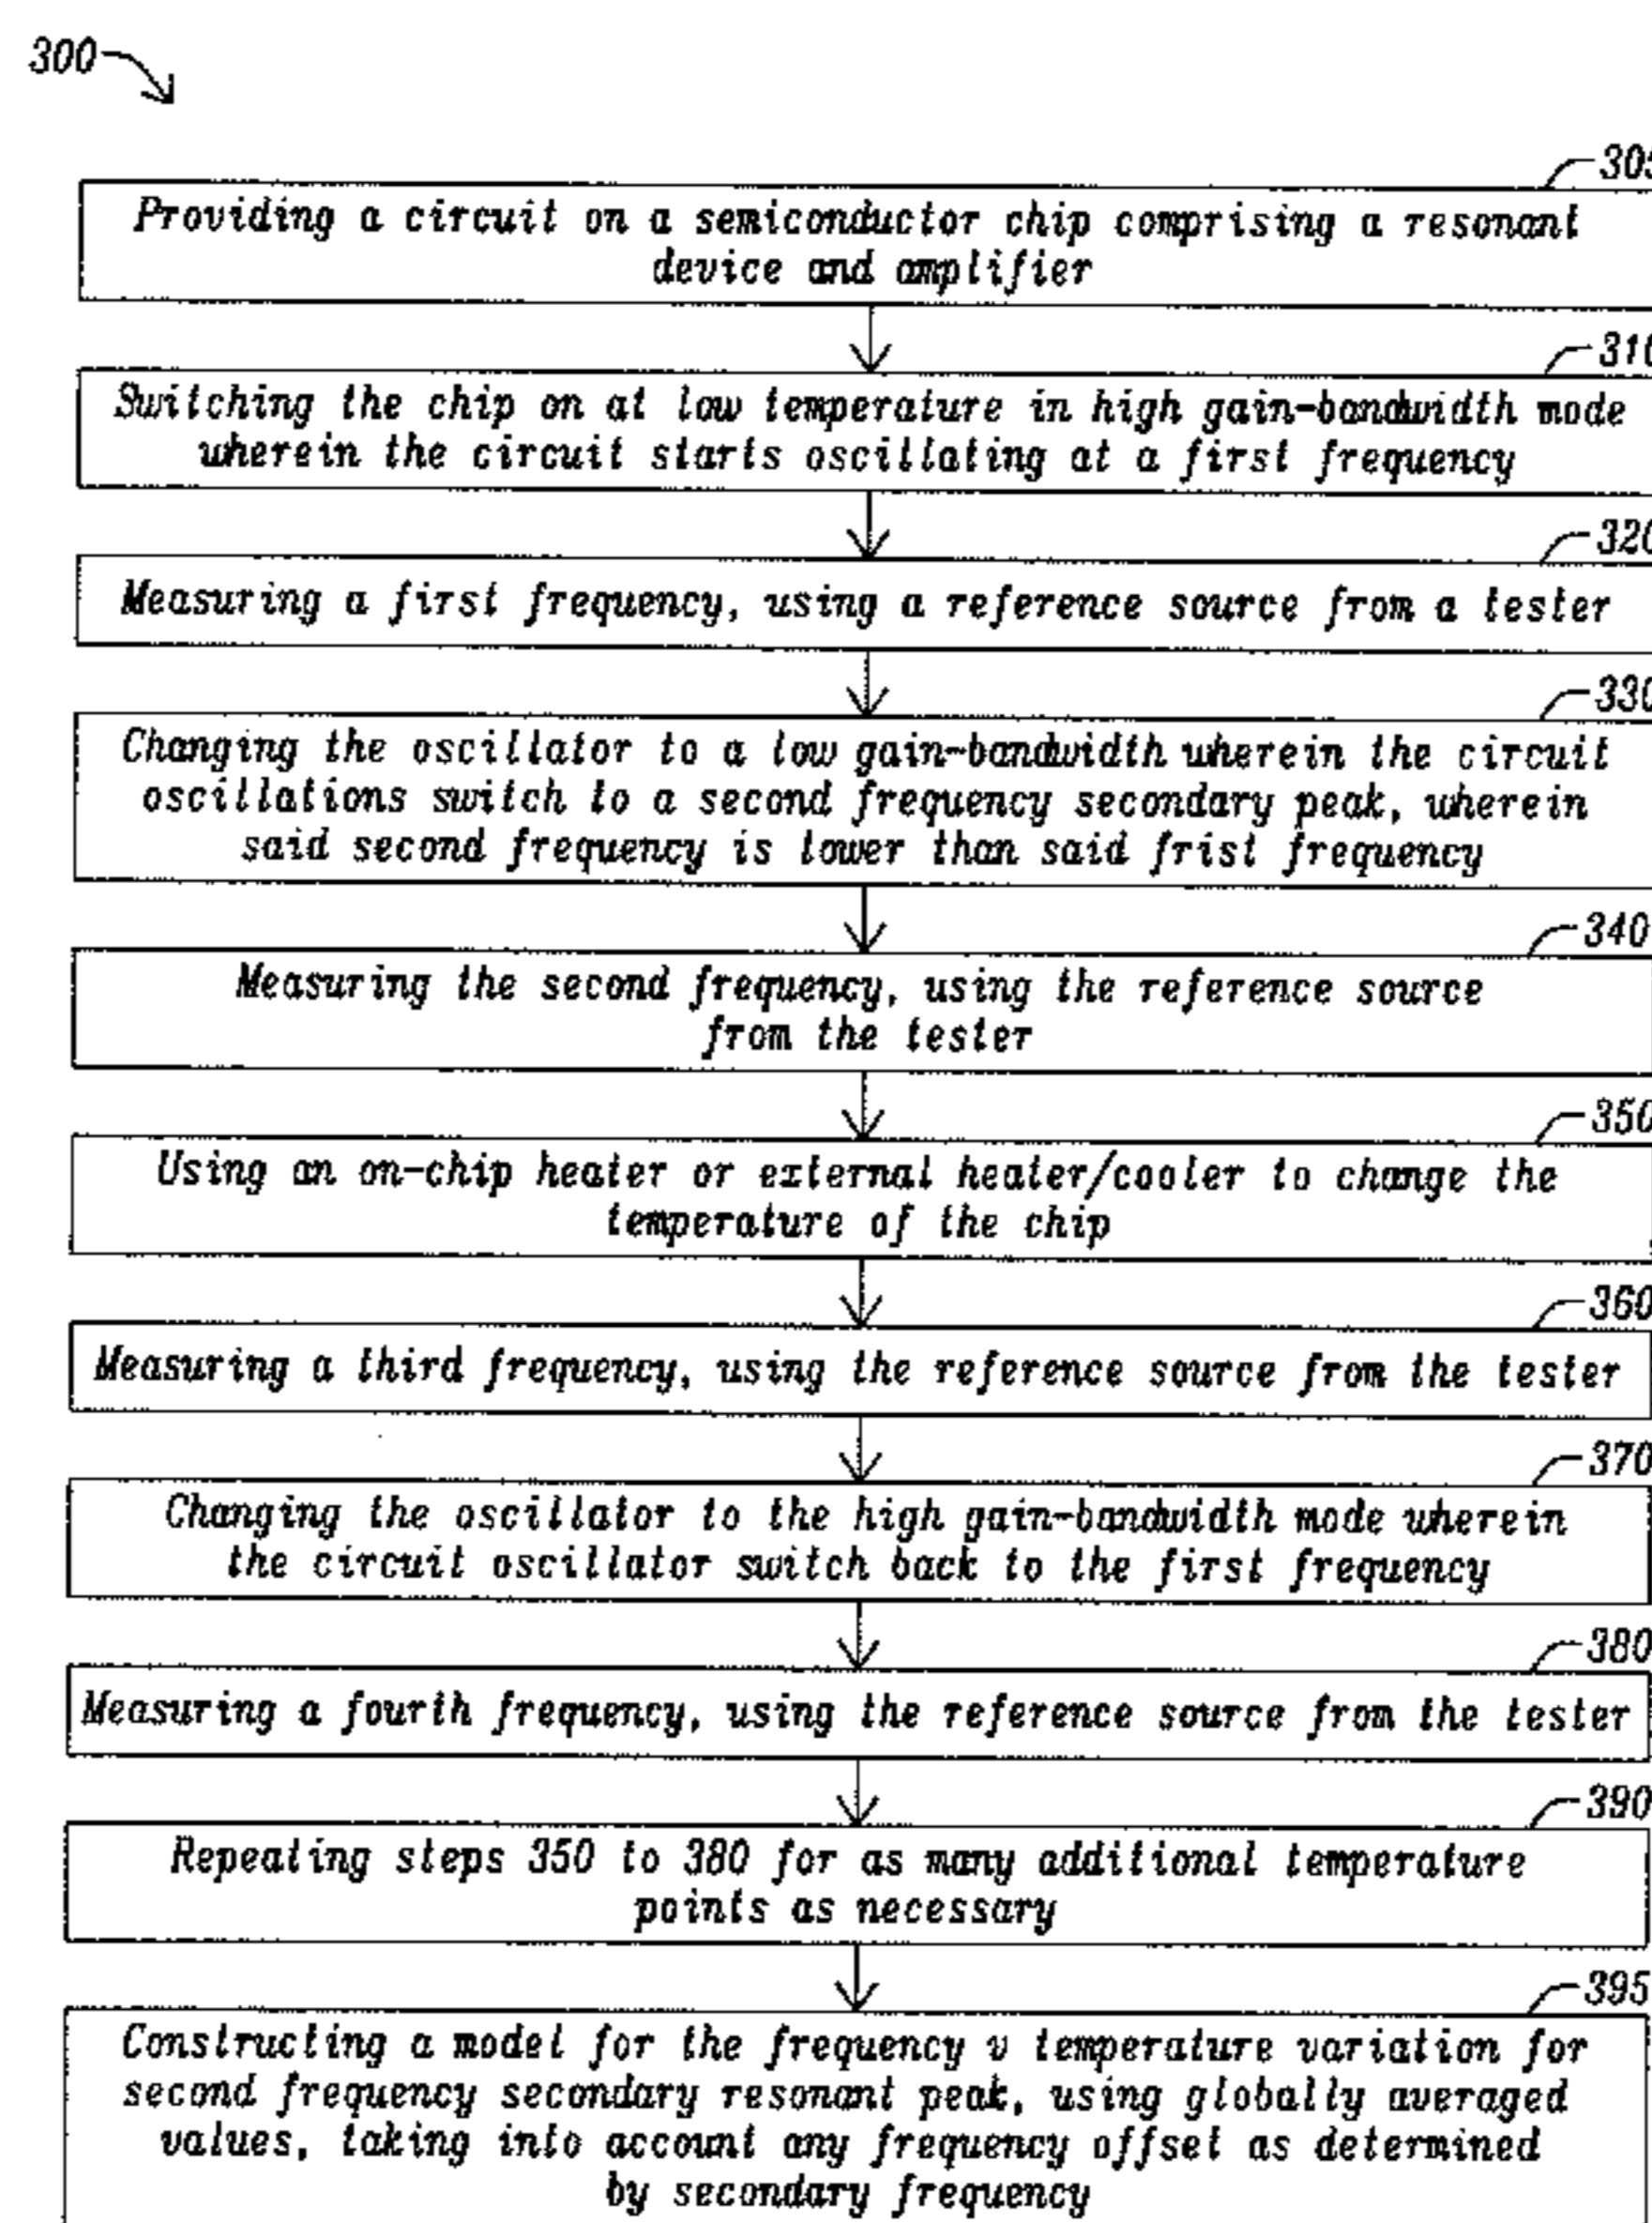 300
305
Providing a circuit on a semiconductor chip comprising a resonant
device and amplifier
310
Switching the chip on at low temperature in high gain-bandwidth mode
wherein the circuit starts oscillating at a first frequency
320
Measuring a first frequency, using a reference source from a tester
330
Changing the oscillator to a low gain-bandwidth wherein the circuit
oscillations switch to a second frequency secondary peak, wherein
said second frequency is lower than said frist frequency
340
Measuring the second frequency, using the reference source
from the tester
350
Using an on-chip heater or external heater/cooler to change the
temperature of the chip
360
Measuring a third frequency, using the reference source from the tester
370
Changing the oscillator to the high gain-bandwidth mode wherein
the circuit oscillator switch back to the first frequency
380
Measuring a fourth frequency, using the reference source from the tester
390
Repeating steps 350 to 380 for as many additional temperature
points as necessary
395
Constructing a model for the frequency v temperature variation for
second frequency secondary resonant peak, using globally averaged
values, taking into account any frequency offset as determined
by secondary frequency